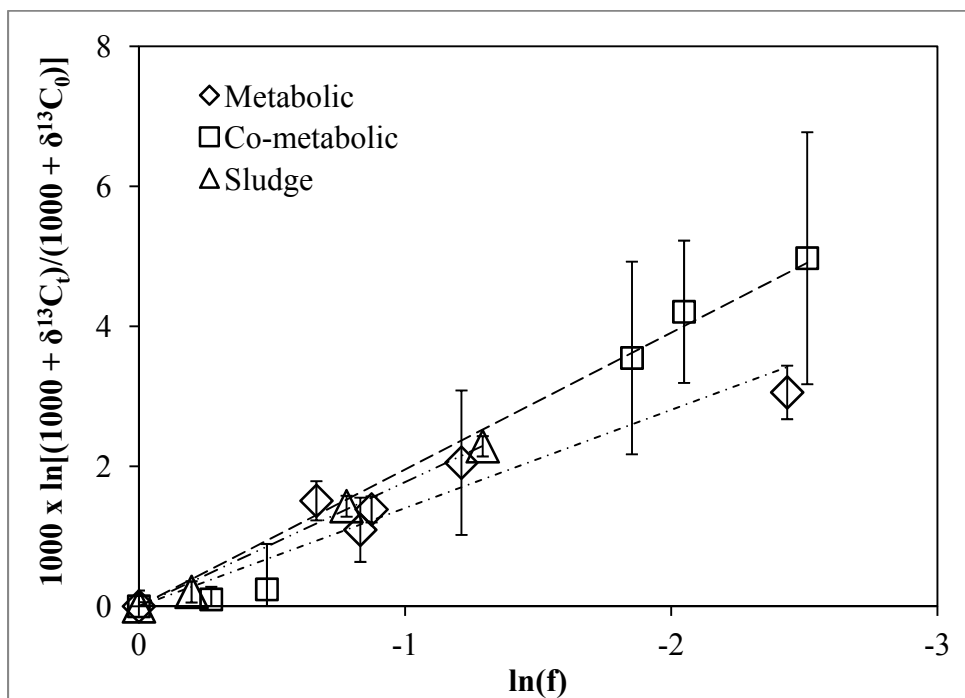 1000 x ln[(1000 + δ¹³Cₜ)/(1000 + δ¹³C₀)]
8
6
4
2
0
Metabolic
Co-metabolic
Sludge
0 -1 -2 -3
ln(f)